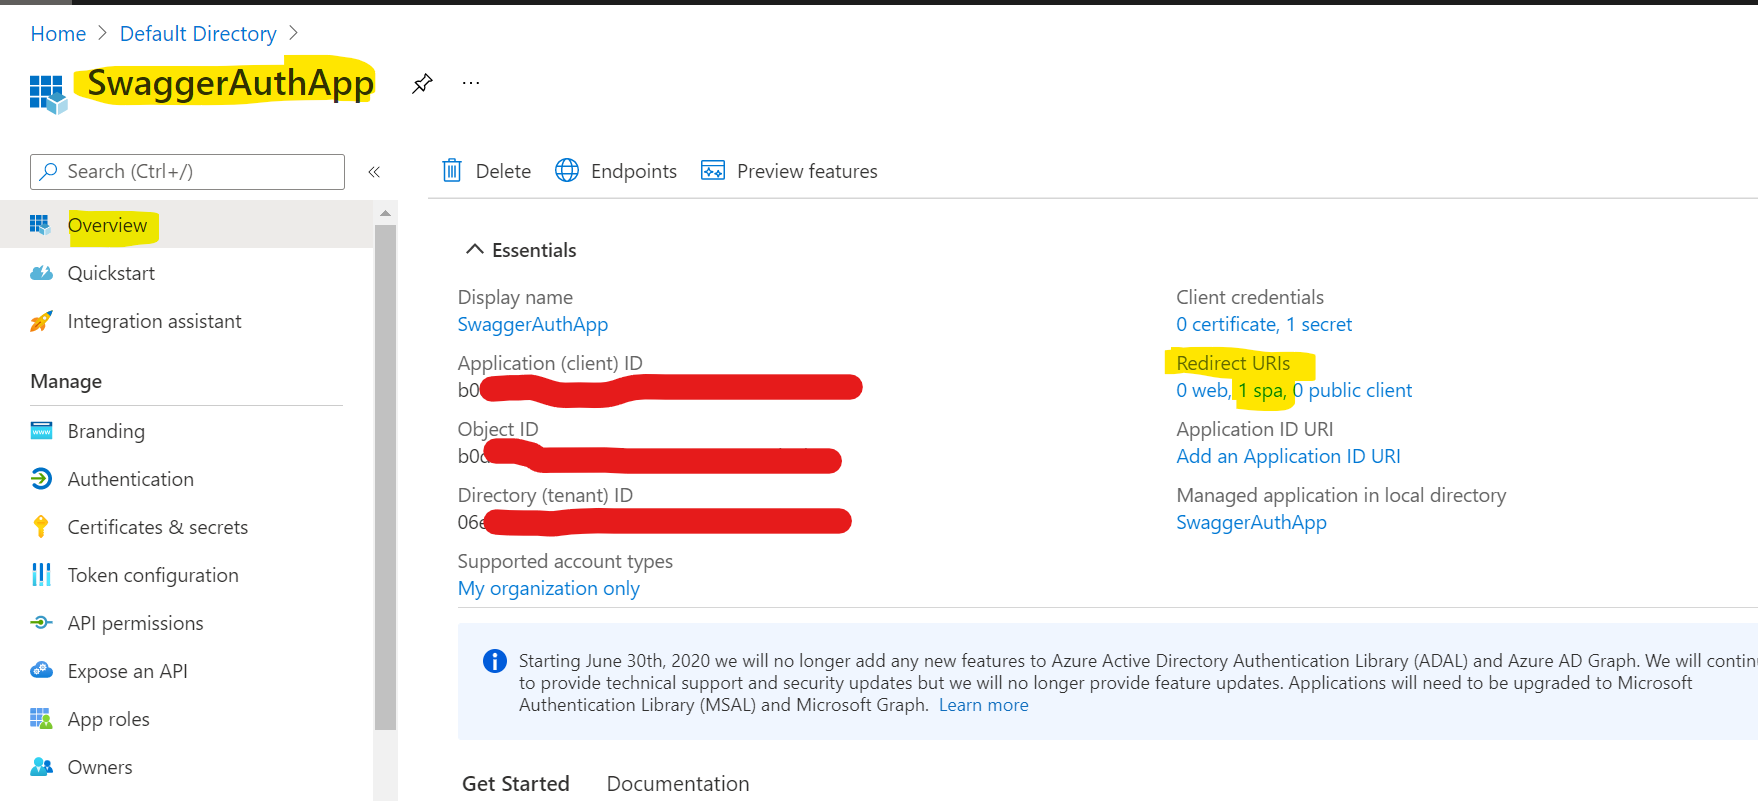 Home > Default Directory >
SwaggerAuthApp
Search (Ctrl+/)
«
Delete
Endpoints
Preview features
Overview
Quickstart
Integration assistant
Manage
Branding
Authentication
Certificates & secrets
Token configuration
API permissions
Expose an API
App roles
Owners
Essentials
Display name
SwaggerAuthApp
Application (client) ID
b0
Object ID
b0
Directory (tenant) ID
06
Supported account types
My organization only
Client credentials
0 certificate, 1 secret
Redirect URIs
0 web, 1 spa, 0 public client
Application ID URI
Add an Application ID URI
Managed application in local directory
SwaggerAuthApp
Starting June 30th, 2020 we will no longer add any new features to Azure Active Directory Authentication Library (ADAL) and Azure AD Graph. We will contin
to provide technical support and security updates but we will no longer provide feature updates. Applications will need to be upgraded to Microsoft
Authentication Library (MSAL) and Microsoft Graph. Learn more
Get Started
Documentation
www